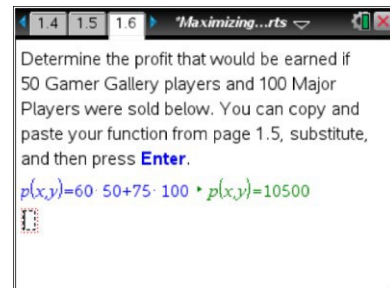 1.4 1.5 1.6 *Maximizing...rts
Determine the profit that would be earned if
50 Gamer Gallery players and 100 Major
Players were sold below. You can copy and
paste your function from page 1.5, substitute,
and then press Enter.
p(x,y)=60·50+75·100 ▸ p(x,y)=10500